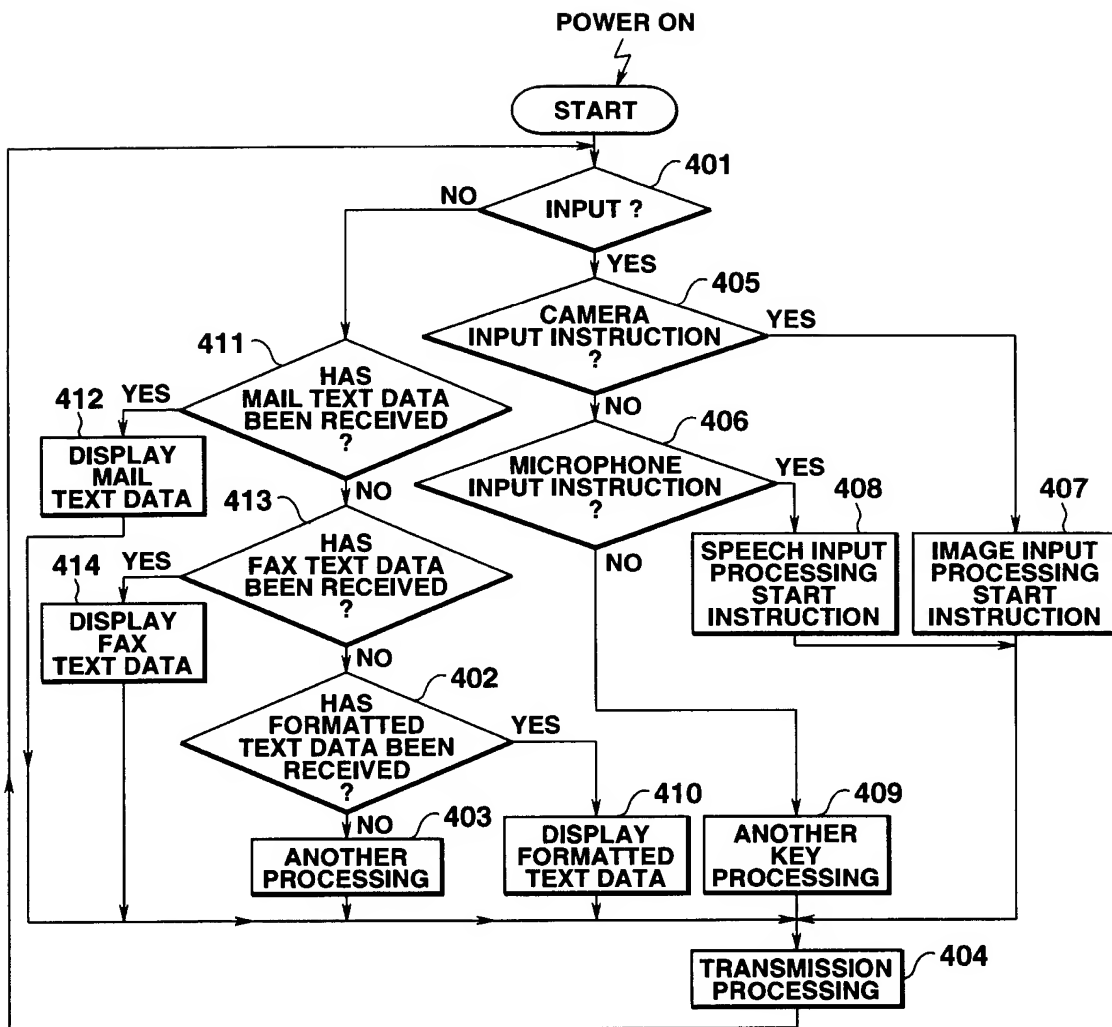 POWER ON
START
401
NO
INPUT ?
YES
405
CAMERA
INPUT INSTRUCTION
?
YES
411
HAS
MAIL TEXT DATA
BEEN RECEIVED
?
YES
412
DISPLAY
MAIL
TEXT DATA
NO
406
MICROPHONE
INPUT INSTRUCTION
?
YES
408
407
NO
413
HAS
FAX TEXT DATA
BEEN RECEIVED
?
YES
414
DISPLAY
FAX
TEXT DATA
NO
SPEECH INPUT
PROCESSING
START
INSTRUCTION
IMAGE INPUT
PROCESSING
START
INSTRUCTION
NO
402
HAS
FORMATTED
TEXT DATA BEEN
RECEIVED
?
YES
NO
403
ANOTHER
PROCESSING
410
DISPLAY
FORMATTED
TEXT DATA
409
ANOTHER
KEY
PROCESSING
TRANSMISSION
PROCESSING
404